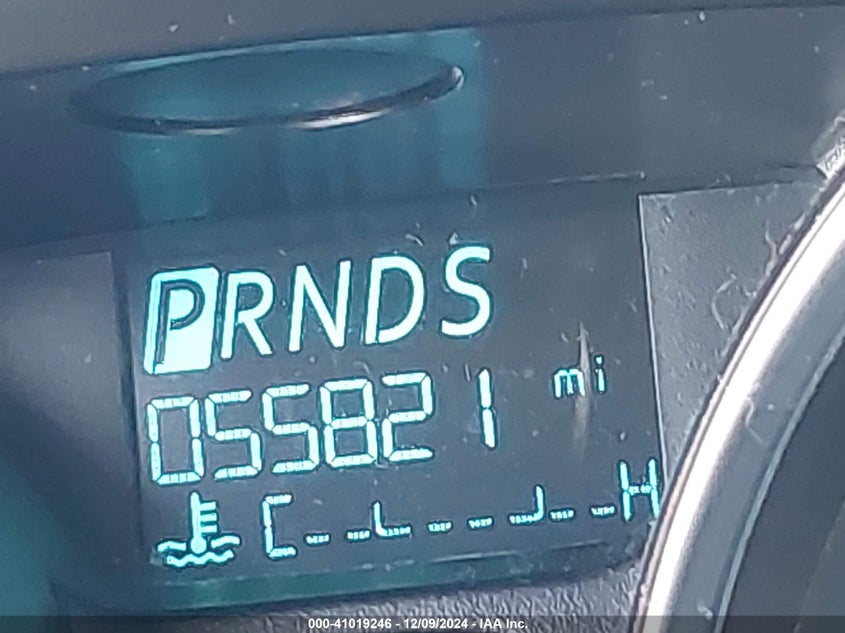 PRNDS
055821 mi
C H
000-41019246 - 12/09/2024 - IAA Inc.